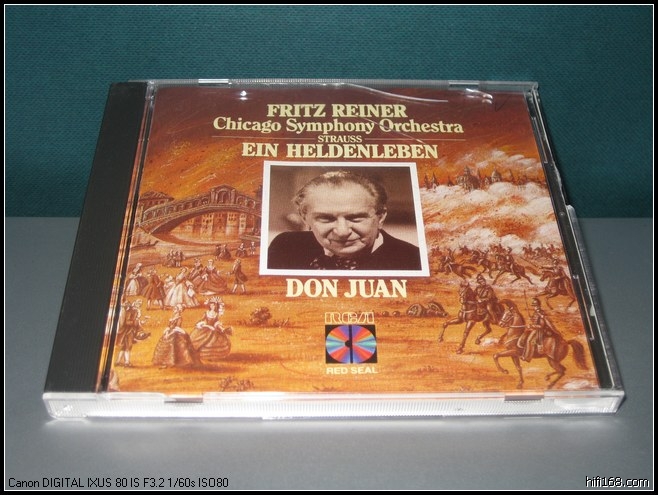 FRITZ REINER
Chicago Symphony Orchestra
STRAUSS
EIN HELDENLEBEN
DON JUAN
RCA
RED SEAL
Canon DIGITAL IXUS 80 IS F3.2 1/60s ISO80
hifi168.com